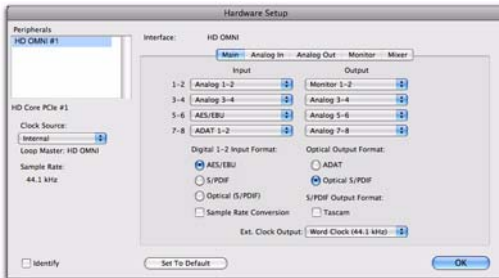 Hardware Setup
Peripherals
HD OMNI #1
HD Core PCIe #1
Clock Source:
Internal
Loop Master: HD OMNI
Sample Rate:
44.1 kHz
Identify
Interface: HD OMNI
Main Analog In Analog Out Monitor Mixer
Input Output
1-2 Analog 1-2 Monitor 1-2
3-4 Analog 3-4 Analog 3-4
5-6 AES/EBU Analog 5-6
7-8 ADAT 1-2 Analog 7-8
Digital 1-2 Input Format: Optical Output Format:
AES/EBU ADAT
S/PDIF Optical S/PDIF
Optical (S/PDIF) S/PDIF Output Format:
Sample Rate Conversion Tascam
Ext. Clock Output: Word Clock (44.1 kHz)
Set To Default OK